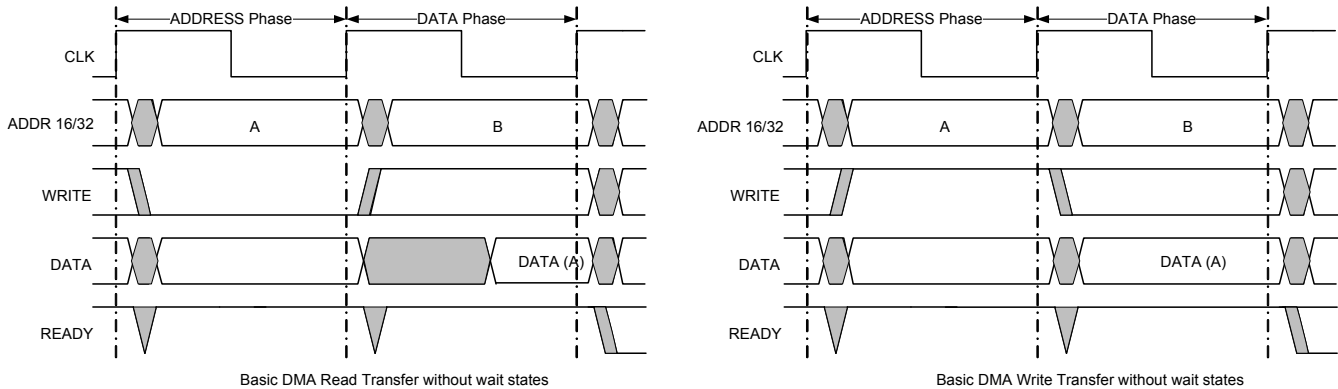 ADDRESS Phase DATA Phase
CLK
ADDR 16/32 A B
WRITE
DATA DATA (A)
READY
Basic DMA Read Transfer without wait states
ADDRESS Phase DATA Phase
CLK
ADDR 16/32 A B
WRITE
DATA DATA (A)
READY
Basic DMA Write Transfer without wait states